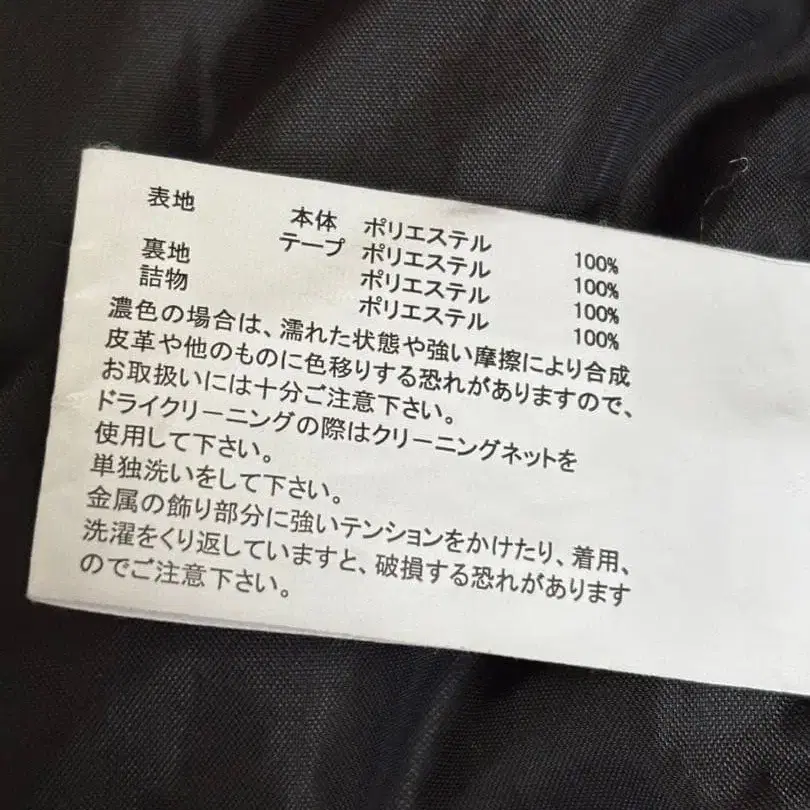 表地 本体 ポリエステル 100%
テープ ポリエステル 100%
裏地 ポリエステル 100%
詰物 ポリエステル 100%
濃色の場合は、濡れた状態や強い摩擦により合成
皮革や他のものに色移りする恐れがありますので、
お取扱いには十分ご注意下さい。
ドライクリーニングの際はクリーニングネットを
使用して下さい。
単独洗いをして下さい。
金属の飾り部分に強いテンションをかけたり、着用、
洗濯をくり返していますと、破損する恐れがあります
のでご注意下さい。